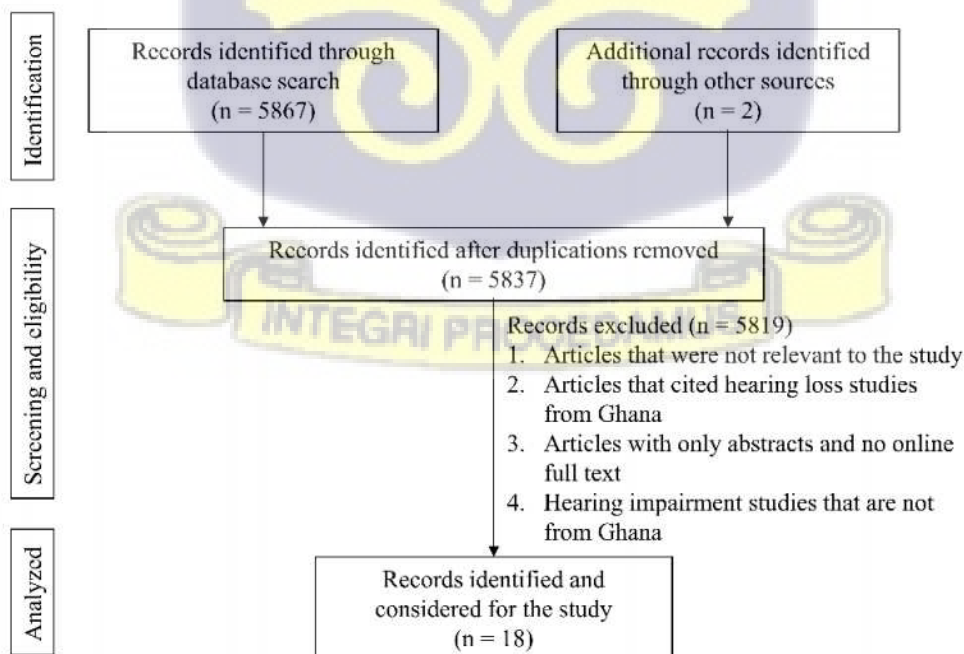 Identification
Records identified through
database search
(n = 5867)
Additional records identified
through other sources
(n = 2)
Screening and eligibility
Records identified after duplications removed
(n = 5837)
INTEGRI PROCEDAMUS
Records excluded (n = 5819)
1. Articles that were not relevant to the study
2. Articles that cited hearing loss studies
from Ghana
3. Articles with only abstracts and no online
full text
4. Hearing impairment studies that are not
from Ghana
Analyzed
Records identified and
considered for the study
(n = 18)